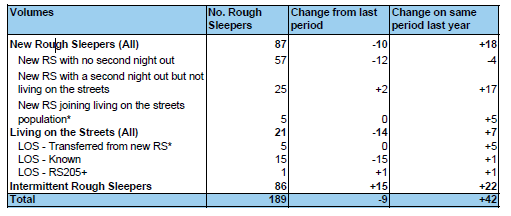 Volumes No. Rough Sleepers Change from last period Change on same period last year
New Rough Sleepers (All) 87 -10 +18
New RS with no second night out 57 -12 -4
New RS with a second night out but not living on the streets 25 +2 +17
New RS joining living on the streets population* 5 0 +5
Living on the Streets (All) 21 -14 +7
LOS - Transferred from new RS* 5 0 +5
LOS - Known 15 -15 +1
LOS - RS205+ 1 +1 +1
Intermittent Rough Sleepers 86 +15 +22
Total 189 -9 +42